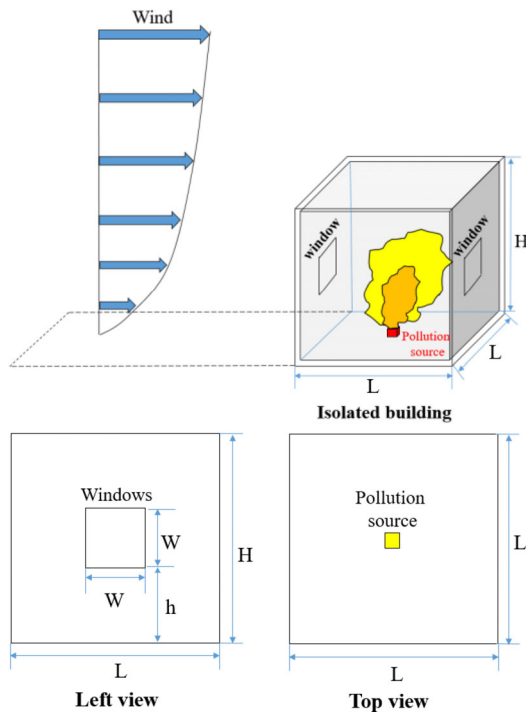 Wind
window
window
H
Pollution
source
L
L
Isolated building
Windows
W
H
W
h
L
Left view
Pollution
source
L
L
Top view